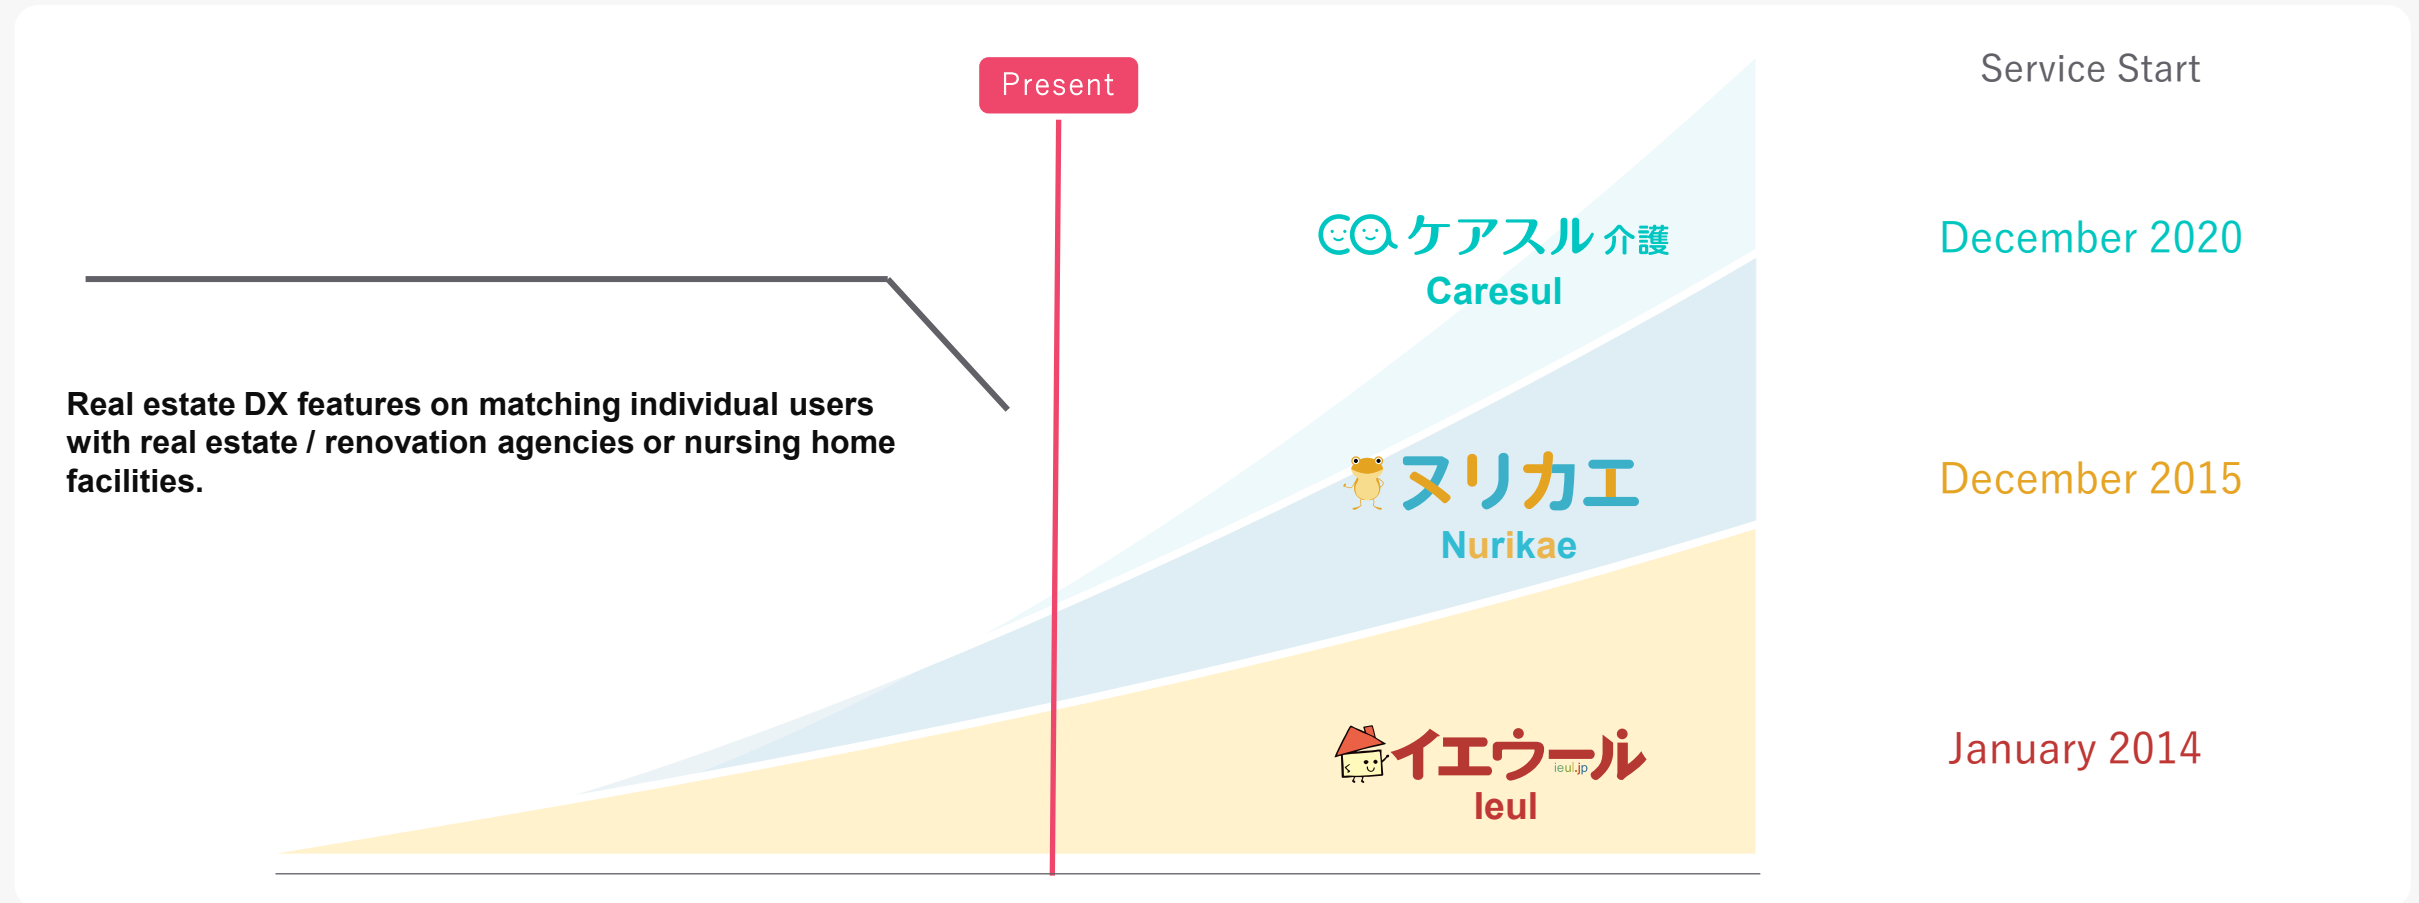 Present
Service Start
ケアスル 介護
Caresul
December 2020
Real estate DX features on matching individual users
with real estate / renovation agencies or nursing home
facilities.
ヌリカエ
Nurikae
December 2015
イエウール
ieul.jp
Ieul
January 2014